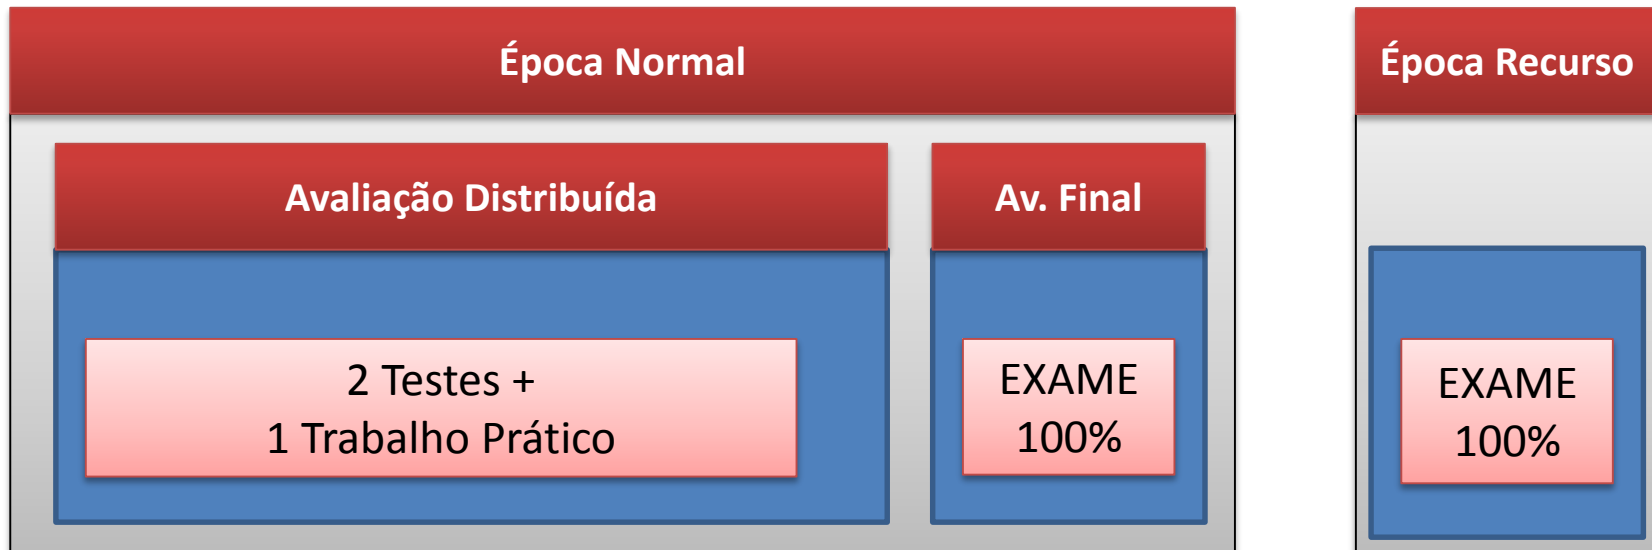 Época Normal
Época Recurso
Avaliação Distribuída
Av. Final
2 Testes +
1 Trabalho Prático
EXAME
100%
EXAME
100%